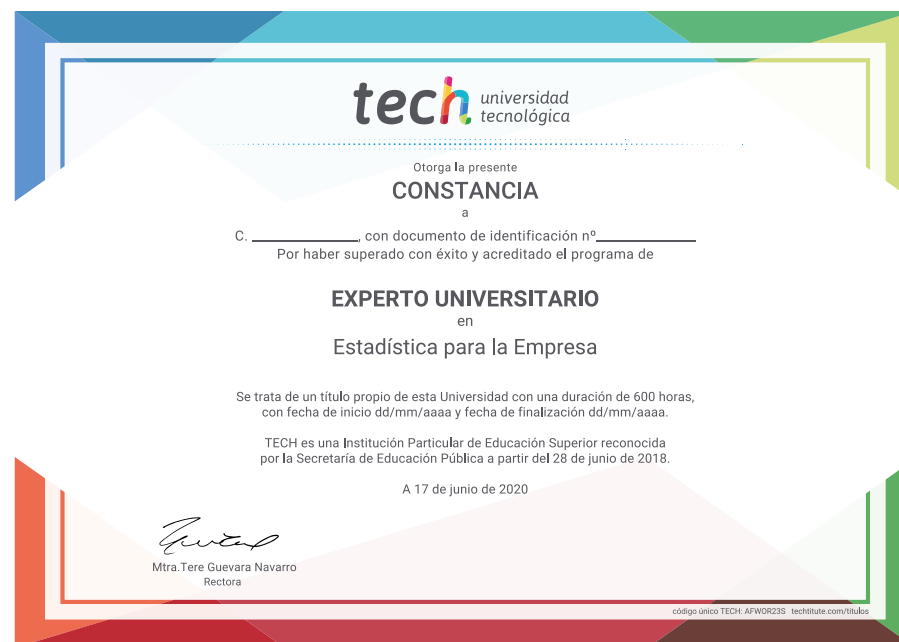 tech universidad
tecnológica
Otorga la presente
CONSTANCIA
a
C. ______________, con documento de identificación nº_____________
Por haber superado con éxito y acreditado el programa de
EXPERTO UNIVERSITARIO
en
Estadística para la Empresa
Se trata de un título propio de esta Universidad con una duración de 600 horas,
con fecha de inicio dd/mm/aaaa y fecha de finalización dd/mm/aaaa.
TECH es una Institución Particular de Educación Superior reconocida
por la Secretaría de Educación Pública a partir del 28 de junio de 2018.
A 17 de junio de 2020
Mtra.Tere Guevara Navarro
Rectora
código único TECH: AFWOR23S techtitute.com/titulos